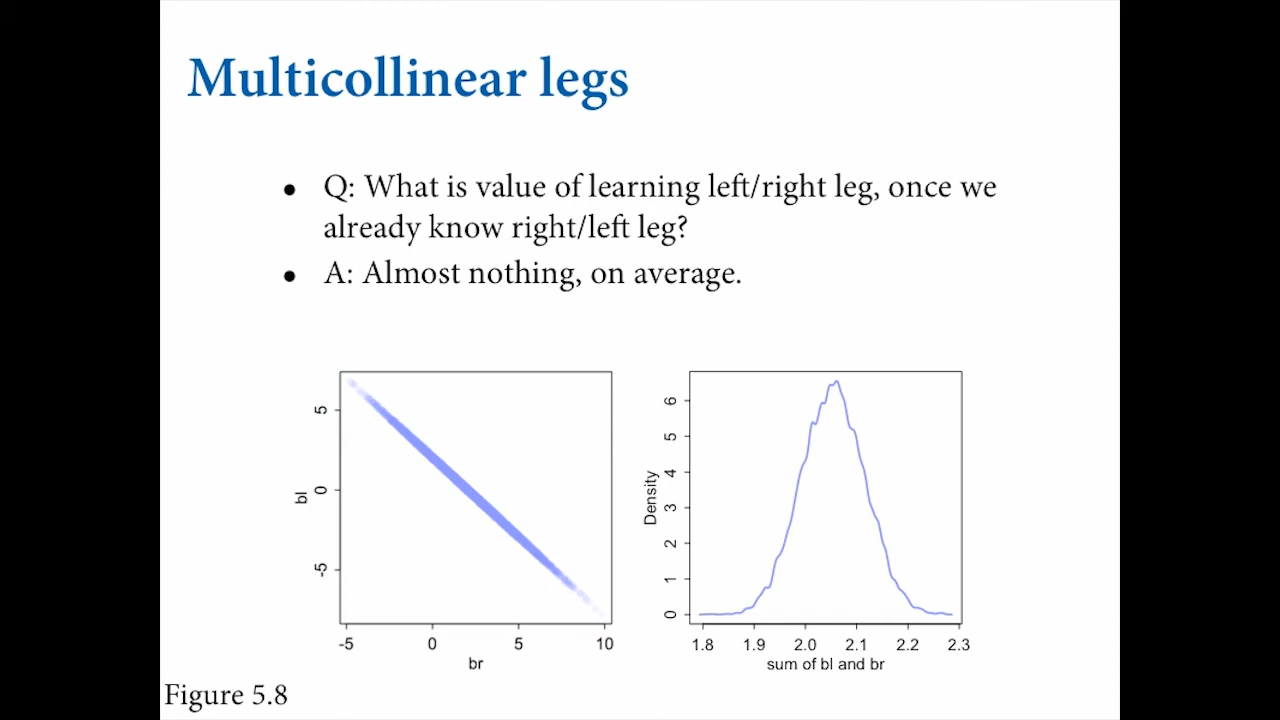 Multicollinear legs
• Q: What is value of learning left/right leg, once we
already know right/left leg?
• A: Almost nothing, on average.
5
0
-5
bl
-5 0 5 10
br
6
5
4
3
2
1
0
Density
1.8 1.9 2.0 2.1 2.2 2.3
sum of bl and br
Figure 5.8